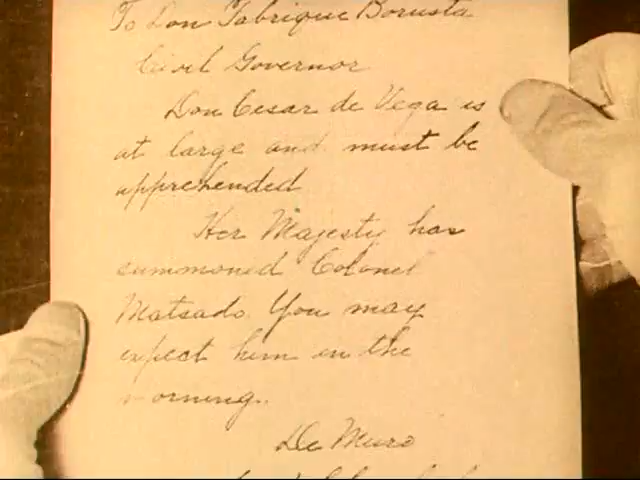 To Don Fabrique Borusta
Civil Governor
Don Cesar de Vega is
at large and must be
apprehended
Her Majesty has
summoned Colonel
Matsado. You may
expect him in the
morning.
De Muro